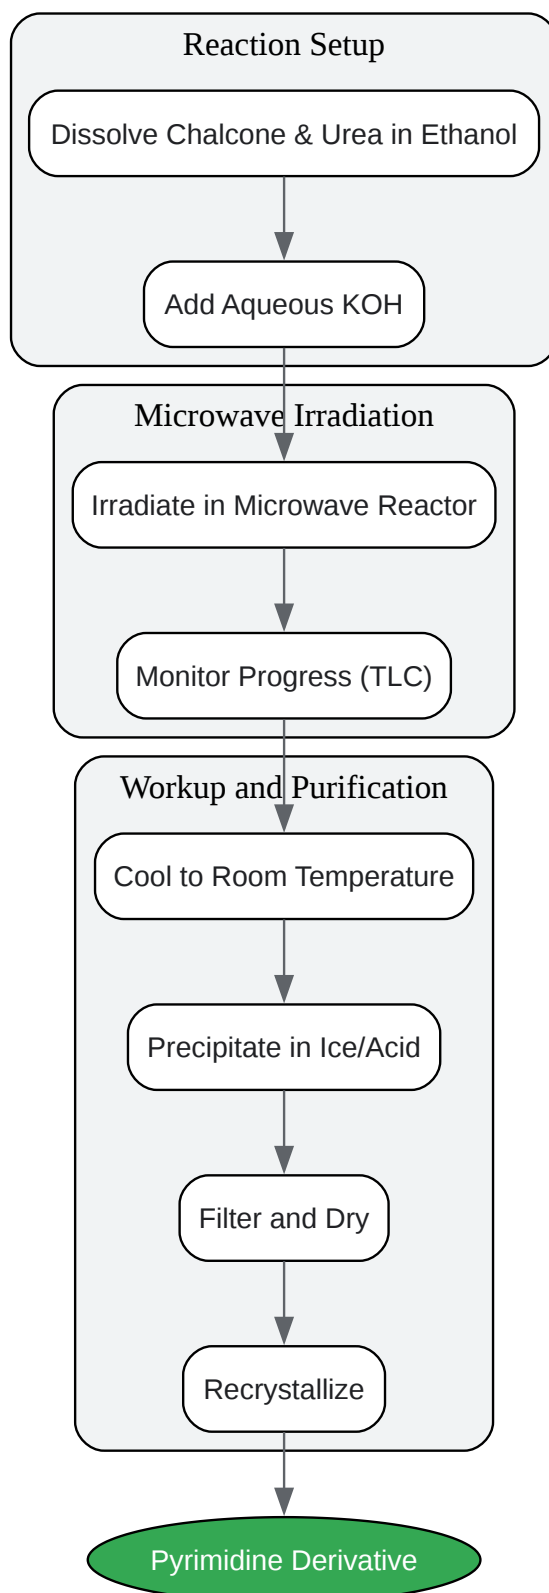 Reaction Setup
Dissolve Chalcone & Urea in Ethanol
Add Aqueous KOH
Microwave Irradiation
Irradiate in Microwave Reactor
Monitor Progress (TLC)
Workup and Purification
Cool to Room Temperature
Precipitate in Ice/Acid
Filter and Dry
Recrystallize
Pyrimidine Derivative